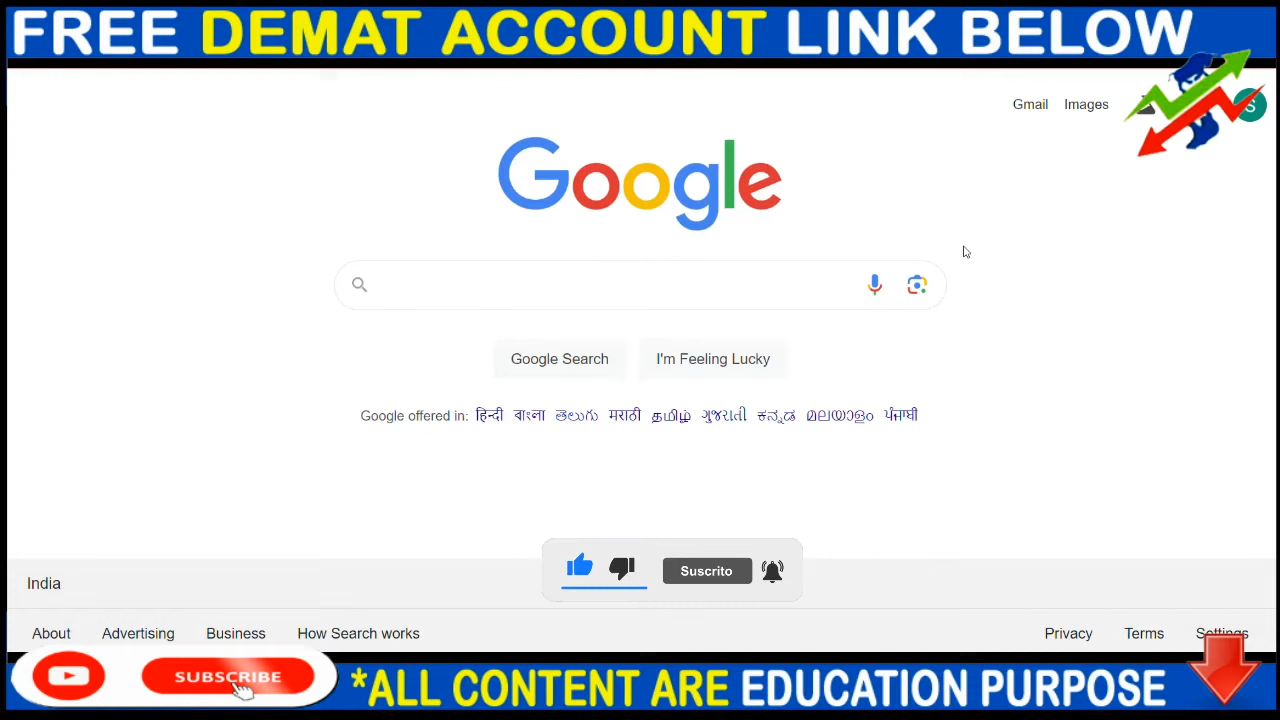 FREE DEMAT ACCOUNT LINK BELOW
Gmail Images S
Google
Google Search I'm Feeling Lucky
Google offered in: हिन्दी বাংলা తెలుగు मराठी தமிழ் ગુજરાતી ಕನ್ನಡ മലയാളം ਪੰਜਾਬੀ
Suscrito
India
About Advertising Business How Search works Privacy Terms Settings
SUBSCRIBE
*ALL CONTENT ARE EDUCATION PURPOSE